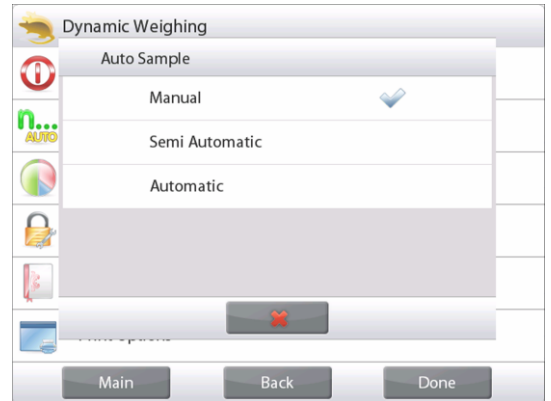 Dynamic Weighing
Auto Sample
Manual
n...
AUTO
Semi Automatic
Automatic
Main
Back
Done